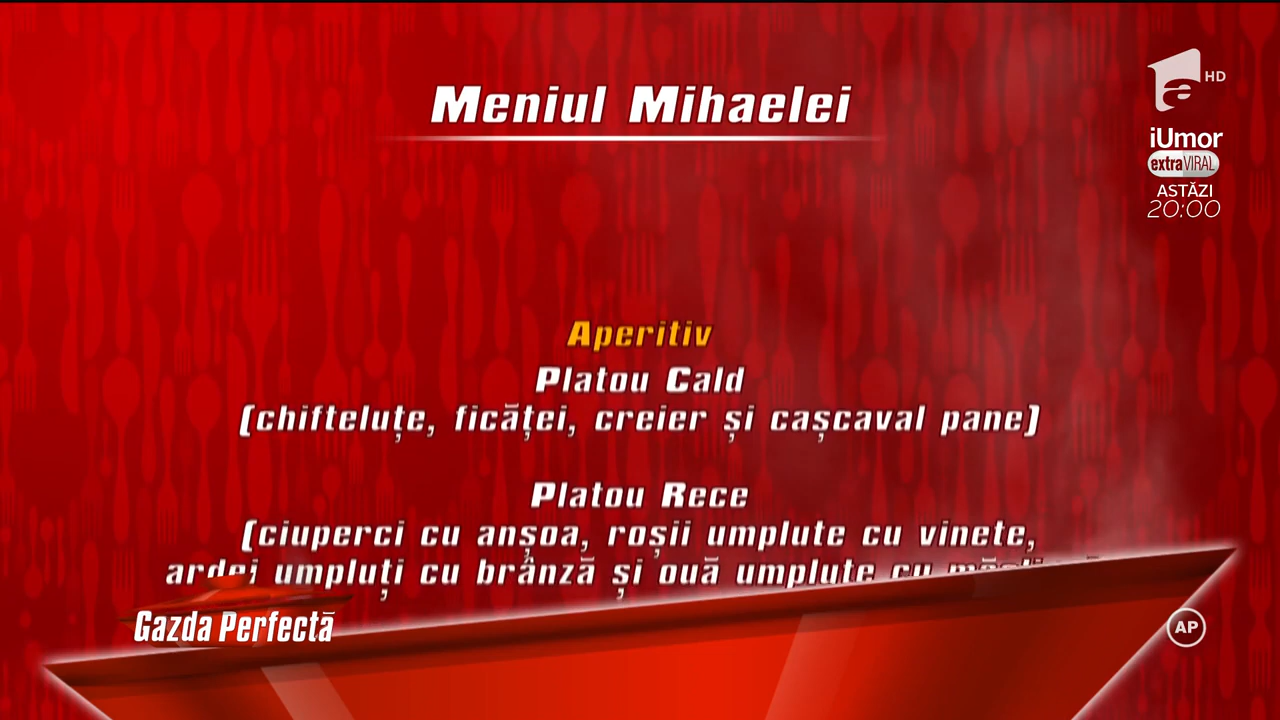 Meniul Mihaelei
HD
iUmor
extraVIRAL
ASTĂZI
20:00
Aperitiv
Platou Cald
(chifteluțe, ficăței, creier și cașcaval pane)
Platou Rece
(ciuperci cu anșoa, roșii umplute cu vinete,
ardei umpluți cu brânză și ouă umplute cu
Gazda Perfectă
AP